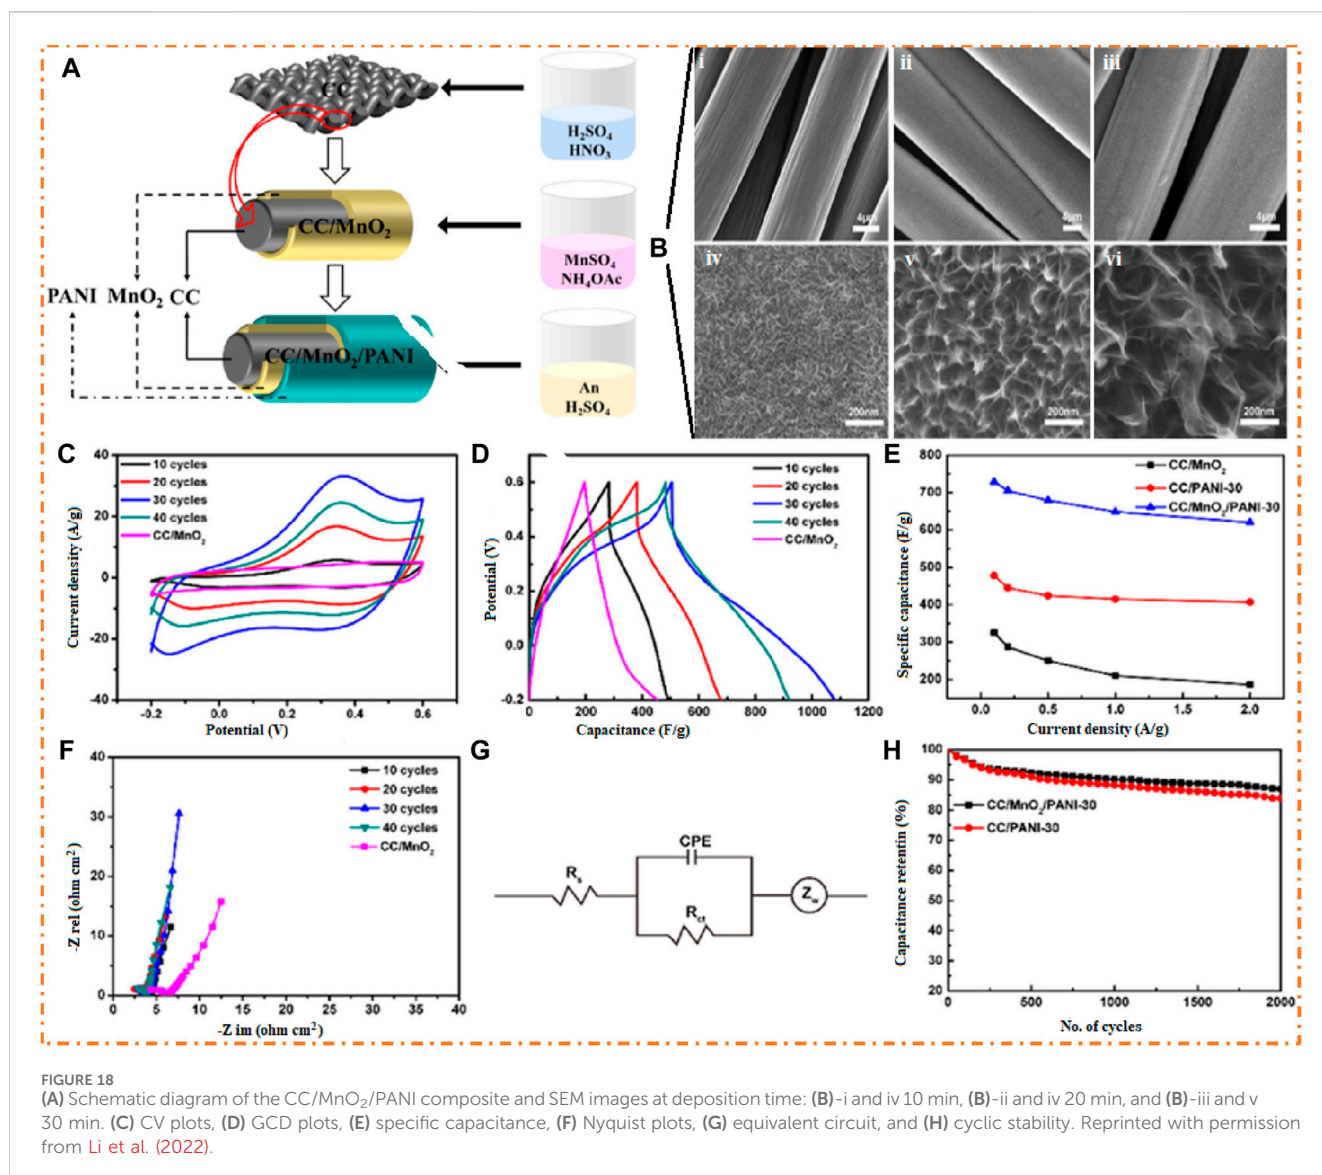 A
CC
H₂SO₄
HNO₃
CC/MnO₂
MnSO₄
NH₄OAc
PANI MnO₂ CC
CC/MnO₂/PANI
An
H₂SO₄
B
i
4μm
ii
4μm
iii
4μm
iv
200nm
v
200nm
vi
200nm
C
40
20
0
-20
-40
Current density (A/g)
10 cycles
20 cycles
30 cycles
40 cycles
CC/MnO₂
-0.2 0.0 0.2 0.4 0.6
Potential (V)
D
0.6
0.4
0.2
0.0
-0.2
Potential (V)
10 cycles
20 cycles
30 cycles
40 cycles
CC/MnO₂
0 200 400 600 800 1000 1200
Capacitance (F/g)
E
800
700
600
500
400
300
200
Specific capacitance (F/g)
CC/MnO₂
CC/PANI-30
CC/MnO₂/PANI-30
0.0 0.5 1.0 1.5 2.0
Current density (A/g)
F
40
30
20
10
0
-Z rel (ohm cm²)
10 cycles
20 cycles
30 cycles
40 cycles
CC/MnO₂
0 5 10 15 20 25 30 35 40
-Z im (ohm cm²)
G
CPE
Rs
Rct
Zw
H
100
90
80
70
60
50
40
30
20
Capacitance retentin (%)
CC/MnO₂/PANI-30
CC/PANI-30
0 500 1000 1500 2000
No. of cycles
FIGURE 18
(A) Schematic diagram of the CC/MnO₂/PANI composite and SEM images at deposition time: (B)-i and iv 10 min, (B)-ii and iv 20 min, and (B)-iii and v
30 min. (C) CV plots, (D) GCD plots, (E) specific capacitance, (F) Nyquist plots, (G) equivalent circuit, and (H) cyclic stability. Reprinted with permission
from Li et al. (2022).